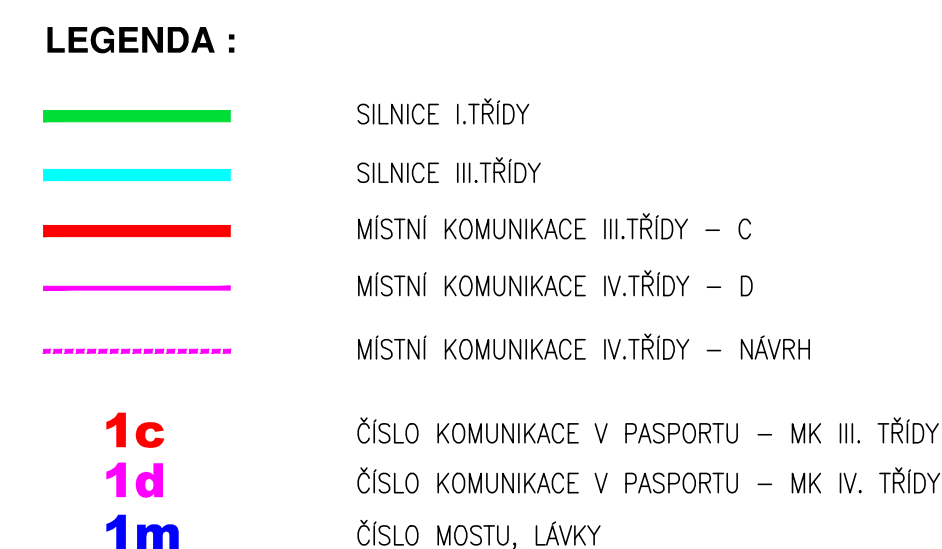 LEGENDA :
SILNICE I.TŘÍDY
SILNICE III.TŘÍDY
MÍSTNÍ KOMUNIKACE III.TŘÍDY – C
MÍSTNÍ KOMUNIKACE IV.TŘÍDY – D
MÍSTNÍ KOMUNIKACE IV.TŘÍDY – NÁVRH
1c ČÍSLO KOMUNIKACE V PASPORTU – MK III. TŘÍDY
1d ČÍSLO KOMUNIKACE V PASPORTU – MK IV. TŘÍDY
1m ČÍSLO MOSTU, LÁVKY